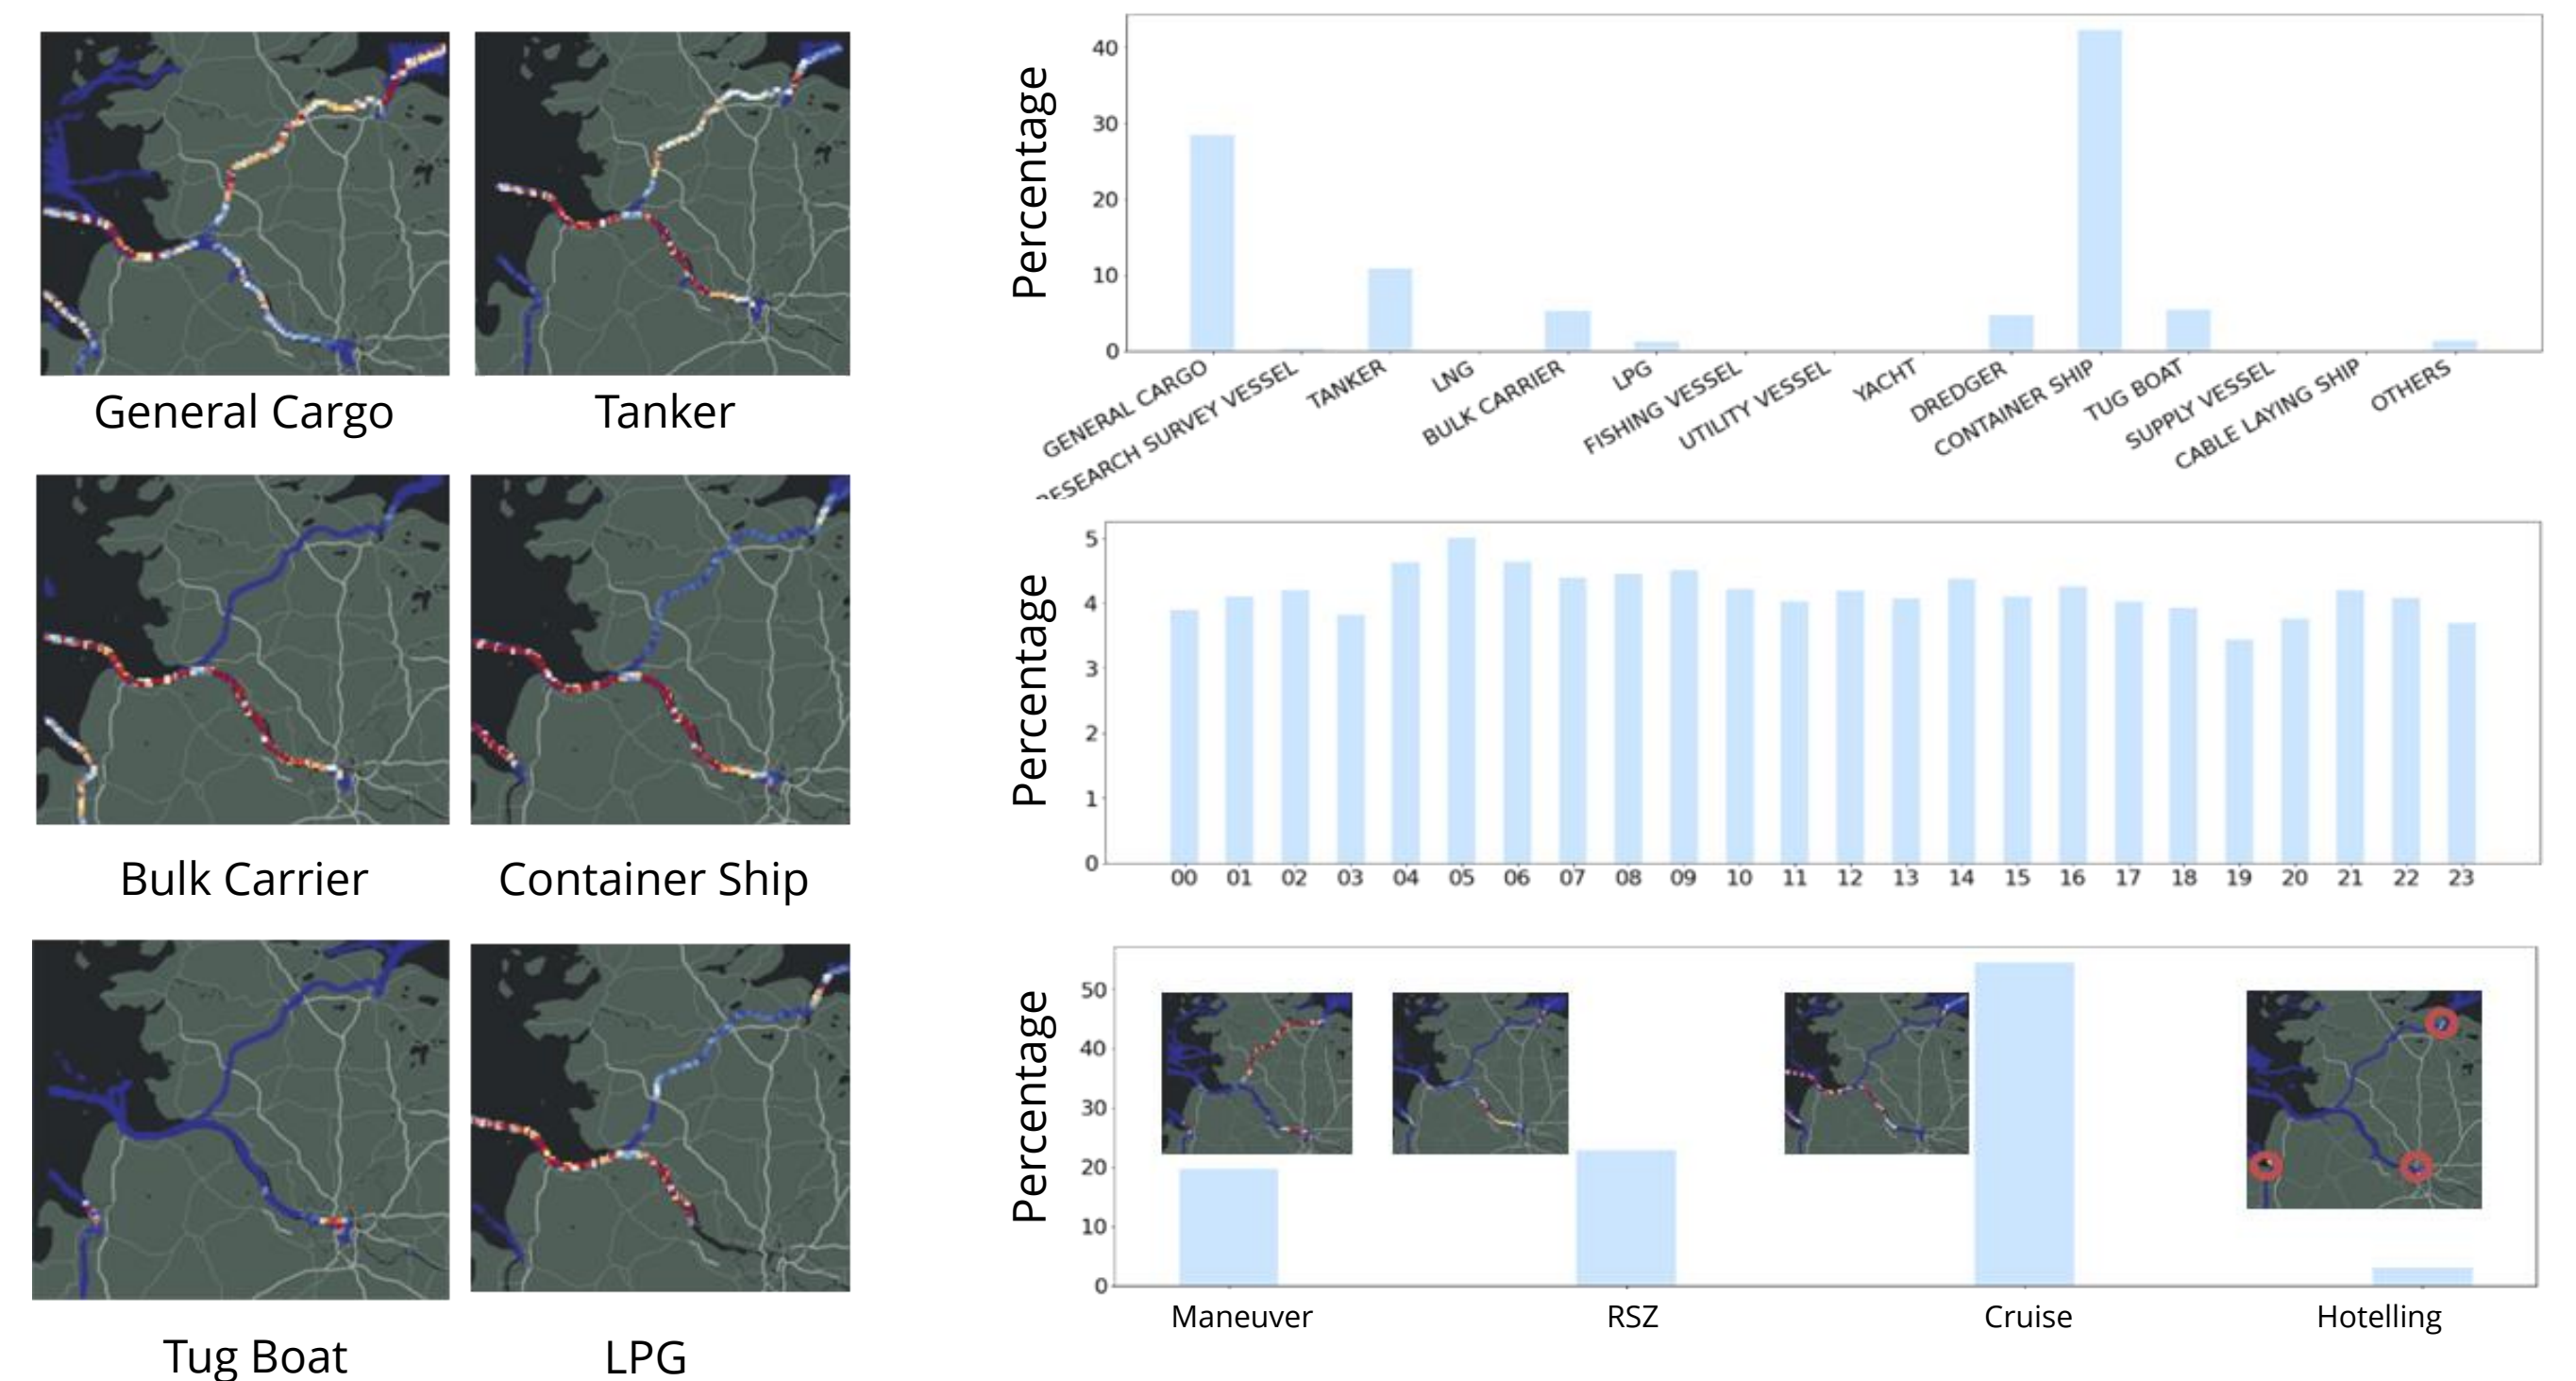 General Cargo
Tanker
Bulk Carrier
Container Ship
Tug Boat
LPG
Percentage
40
30
20
10
0
GENERAL CARGO
RESEARCH SURVEY VESSEL
TANKER
LNG
BULK CARRIER
LPG
FISHING VESSEL
UTILITY VESSEL
YACHT
DREDGER
CONTAINER SHIP
TUG BOAT
SUPPLY VESSEL
CABLE LAYING SHIP
OTHERS
Percentage
5
4
3
2
1
0
00 01 02 03 04 05 06 07 08 09 10 11 12 13 14 15 16 17 18 19 20 21 22 23
Percentage
50
40
30
20
10
0
Maneuver RSZ Cruise Hotelling